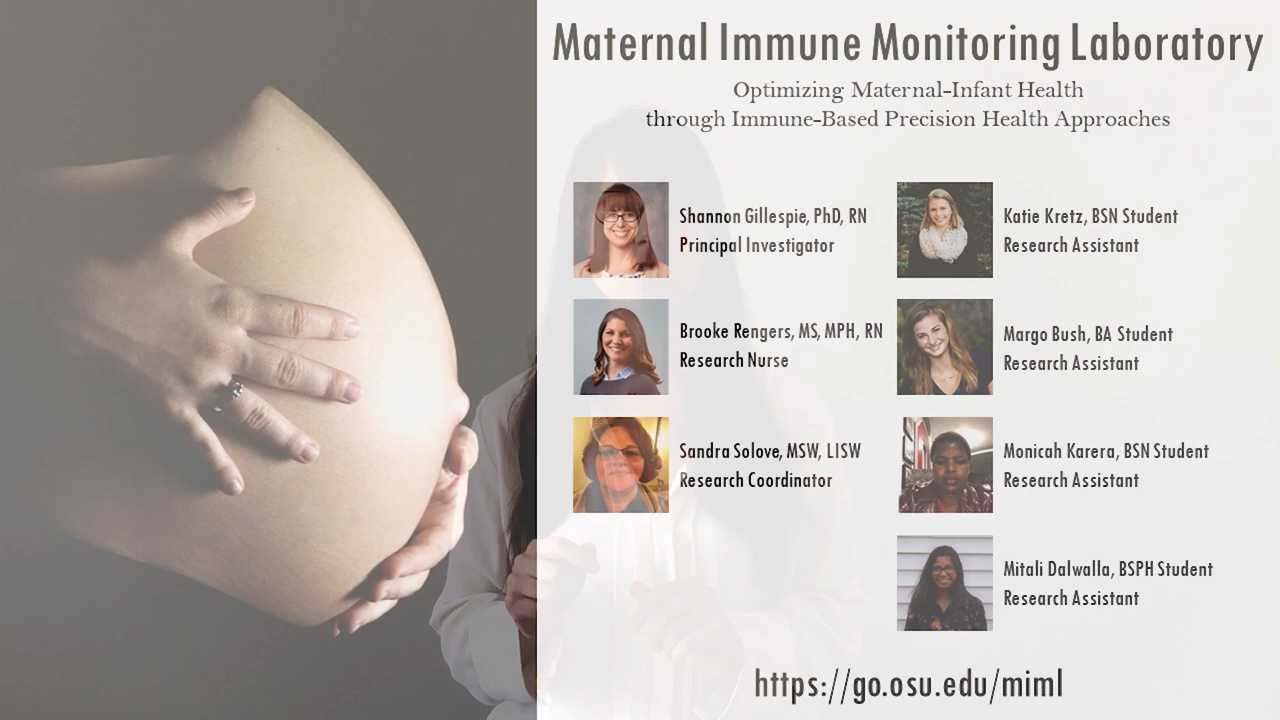 Maternal Immune Monitoring Laboratory
Optimizing Maternal-Infant Health
through Immune-Based Precision Health Approaches
Shannon Gillespie, PhD, RN
Principal Investigator
Brooke Rengers, MS, MPH, RN
Research Nurse
Sandra Solove, MSW, LISW
Research Coordinator
Katie Kretz, BSN Student
Research Assistant
Margo Bush, BA Student
Research Assistant
Monicah Karera, BSN Student
Research Assistant
Mitali Dalwalla, BSPH Student
Research Assistant
https://go.osu.edu/miml